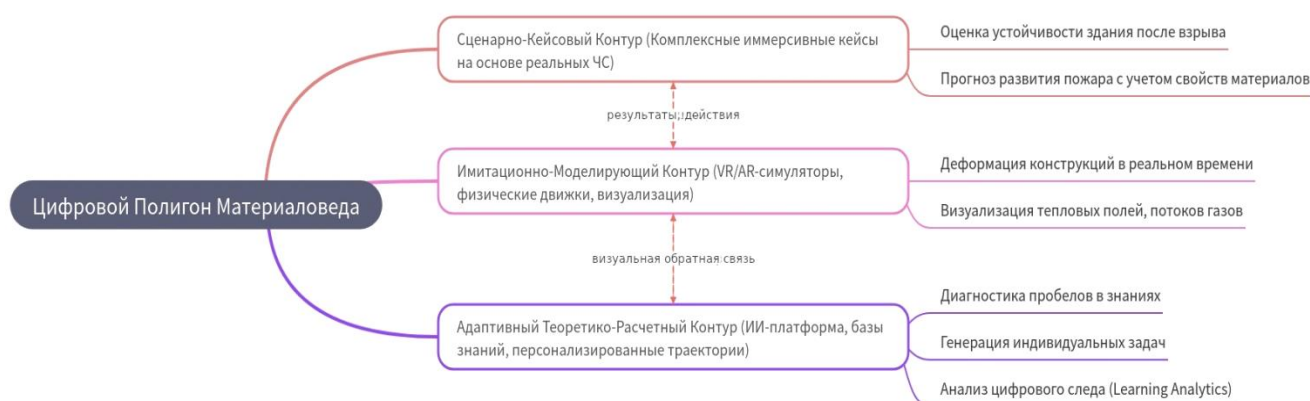 Сценарно-Кейсовый Контур (Комплексные иммерсивные кейсы
на основе реальных ЧС)
Оценка устойчивости здания после взрыва
Прогноз развития пожара с учетом свойств материалов
результаты;действия
Цифровой Полигон Материаловеда
Имитационно-Моделирующий Контур (VR/AR-симуляторы,
физические движки, визуализация)
Деформация конструкций в реальном времени
Визуализация тепловых полей, потоков газов
визуальная обратная связь
Адаптивный Теоретико-Расчетный Контур (ИИ-платформа, базы
знаний, персонализированные траектории)
Диагностика пробелов в знаниях
Генерация индивидуальных задач
Анализ цифрового следа (Learning Analytics)